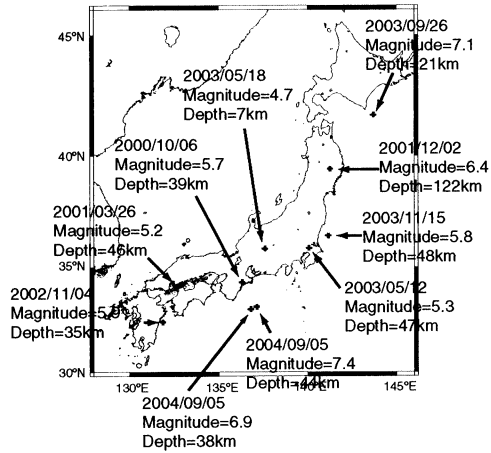 45°N
40°N
35°N
30°N
130°E
135°E
140°E
145°E
2003/09/26
Magnitude=7.1
Depth=21km
2003/05/18
Magnitude=4.7
Depth=7km
2000/10/06
Magnitude=5.7
Depth=39km
2001/12/02
Magnitude=6.4
Depth=122km
2001/03/26
Magnitude=5.2
Depth=46km
2003/11/15
Magnitude=5.8
Depth=48km
2002/11/04
Magnitude=5.9
Depth=35km
2003/05/12
Magnitude=5.3
Depth=47km
2004/09/05
Magnitude=7.4
Depth=44km
2004/09/05
Magnitude=6.9
Depth=38km